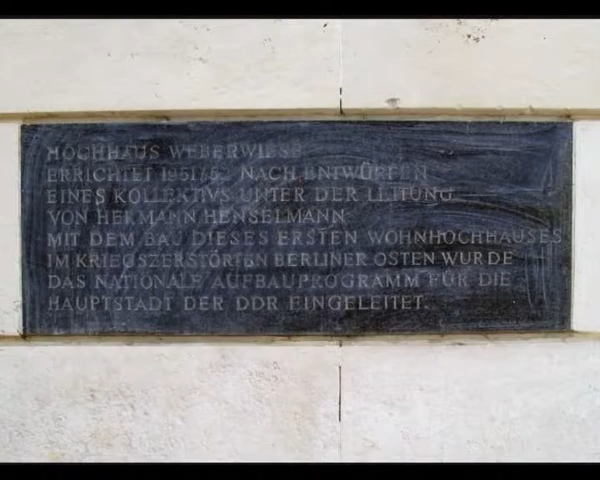 HOCHHAUS WEBERWIESE
ERRICHTET 1951/52 NACH ENTWÜRFEN
EINES KOLLEKTIVS UNTER DER LEITUNG
VON HERMANN HENSELMANN
MIT DEM BAU DIESES ERSTEN WOHNHOCHHAUSES
IM KRIEGSZERSTÖRTEN BERLINER OSTEN WURDE
DAS NATIONALE AUFBAUPROGRAMM FÜR DIE
HAUPTSTADT DER DDR EINGELEITET.